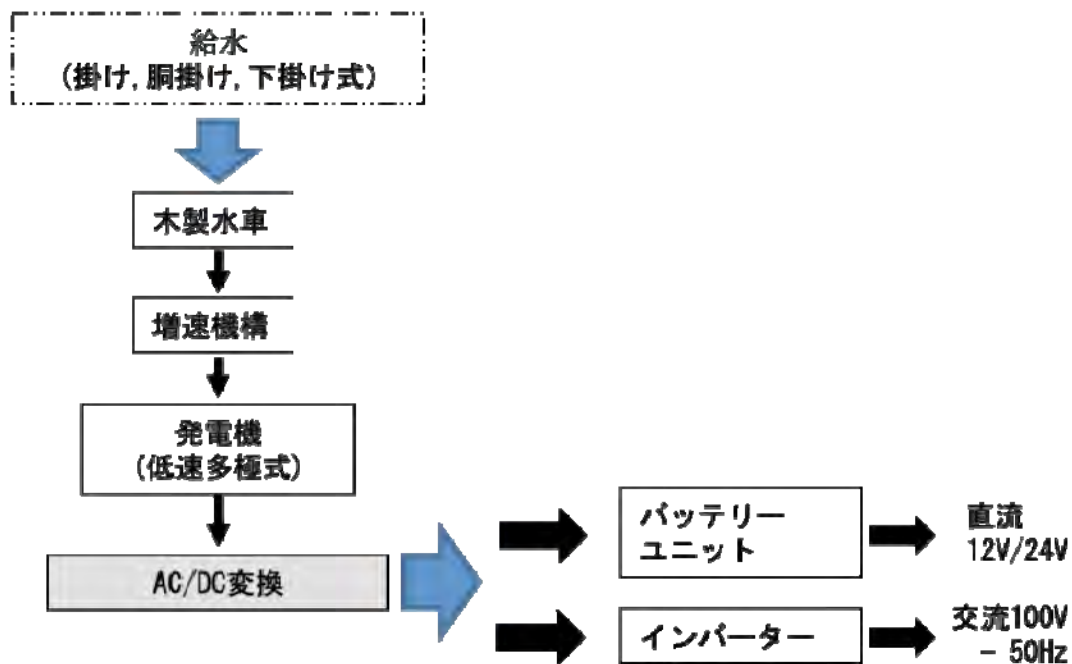 給水
(掛け, 胴掛け, 下掛け式)
木製水車
増速機構
発電機
(低速多極式)
AC/DC変換
バッテリー
ユニット
直流
12V/24V
インバーター
交流100V
- 50Hz